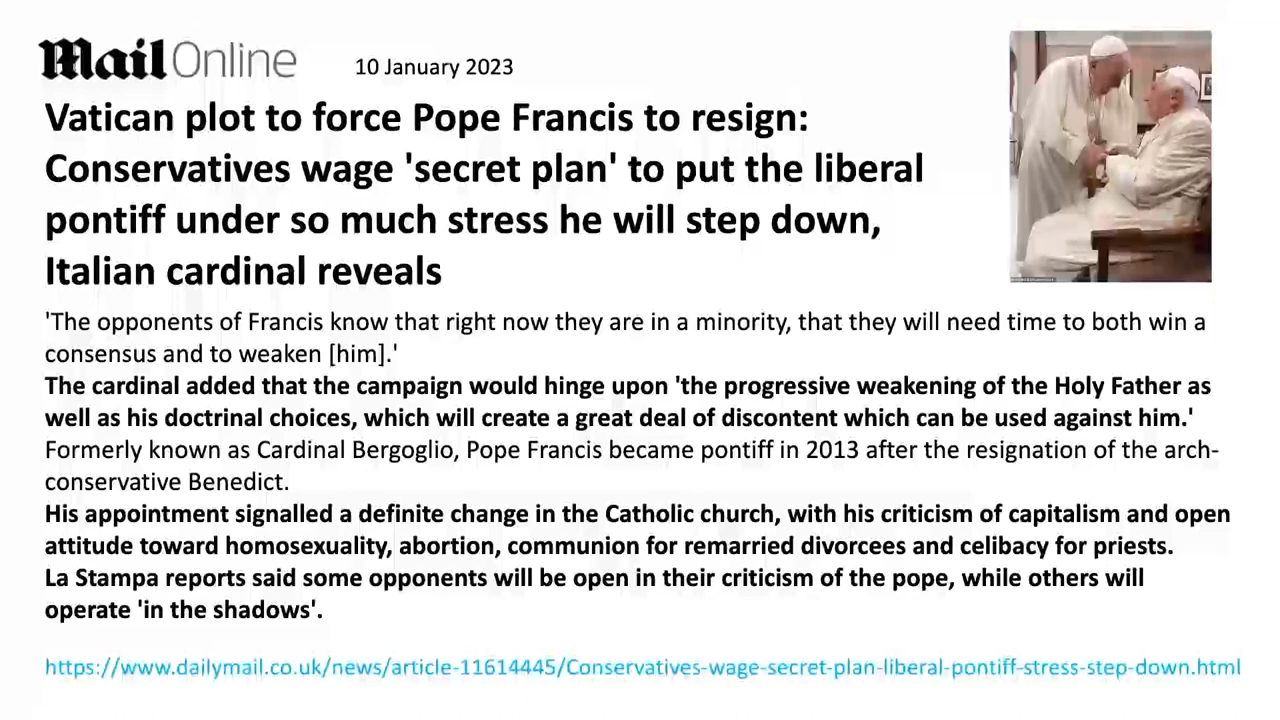 Mail Online
10 January 2023
Vatican plot to force Pope Francis to resign:
Conservatives wage 'secret plan' to put the liberal
pontiff under so much stress he will step down,
Italian cardinal reveals
'The opponents of Francis know that right now they are in a minority, that they will need time to both win a
consensus and to weaken [him].'
The cardinal added that the campaign would hinge upon 'the progressive weakening of the Holy Father as
well as his doctrinal choices, which will create a great deal of discontent which can be used against him.'
Formerly known as Cardinal Bergoglio, Pope Francis became pontiff in 2013 after the resignation of the arch-
conservative Benedict.
His appointment signalled a definite change in the Catholic church, with his criticism of capitalism and open
attitude toward homosexuality, abortion, communion for remarried divorcees and celibacy for priests.
La Stampa reports said some opponents will be open in their criticism of the pope, while others will
operate 'in the shadows'.
https://www.dailymail.co.uk/news/article-11614445/Conservatives-wage-secret-plan-liberal-pontiff-stress-step-down.html